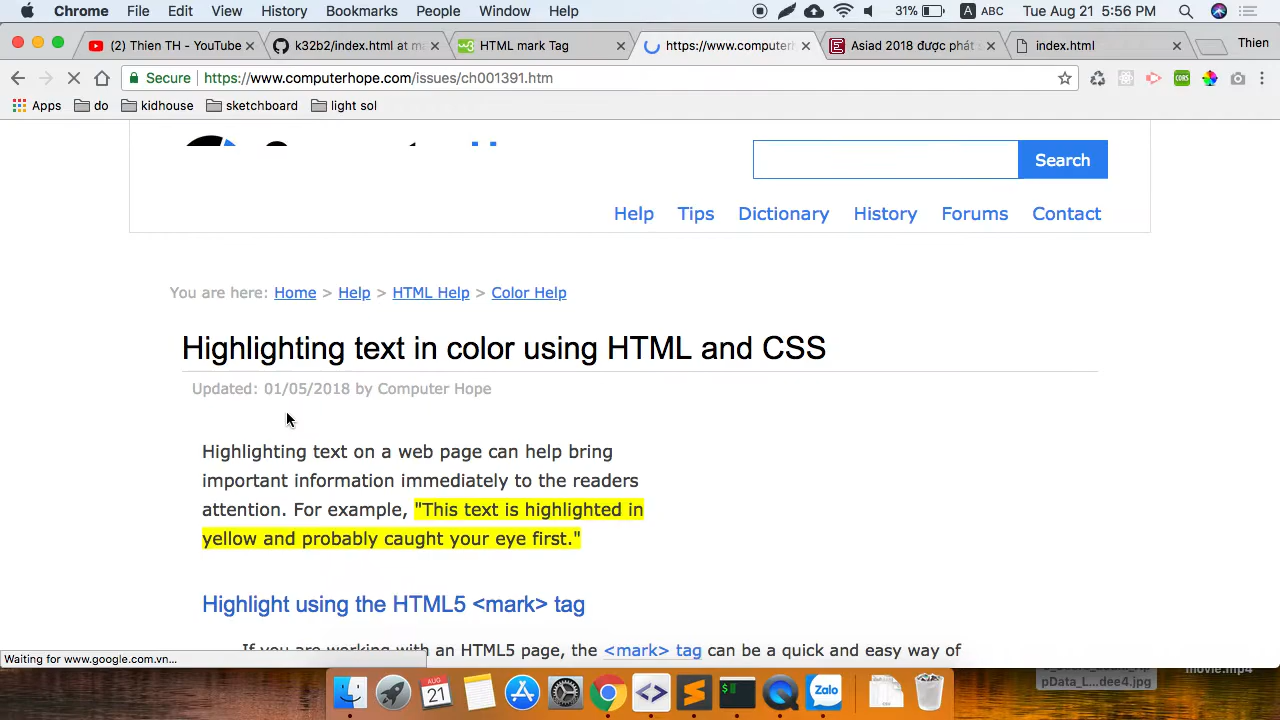 Chrome File Edit View History Bookmarks People Window Help 31% A ABC Tue Aug 21 5:56 PM
(2) Thien TH - YouTube
k32b2/index.html at ma
HTML mark Tag
https://www.computerh
Asiad 2018 được phát s
index.html
Thien
Secure https://www.computerhope.com/issues/ch001391.htm
CORS
Apps do kidhouse sketchboard light sol
Search
Help Tips Dictionary History Forums Contact
You are here: Home > Help > HTML Help > Color Help
Highlighting text in color using HTML and CSS
Updated: 01/05/2018 by Computer Hope
Highlighting text on a web page can help bring
important information immediately to the readers
attention. For example, "This text is highlighted in
yellow and probably caught your eye first."
Highlight using the HTML5 <mark> tag
If you are working with an HTML5 page, the <mark> tag can be a quick and easy way of
Waiting for www.google.com.vn...
movie.mp4
pData_L...dee4.jpg
AUG
21
Zalo